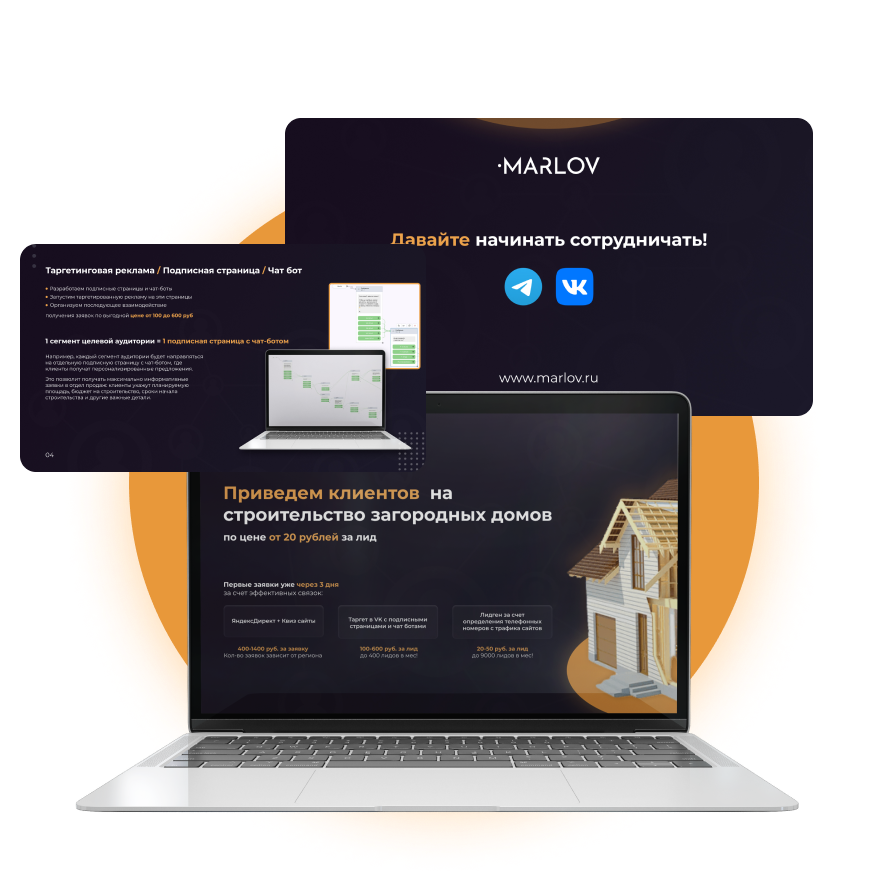 ·MARLOV
Давайте начинать сотрудничать!
www.marlov.ru
Таргетинговая реклама / Подписная страница / Чат бот
Разработаем подписные страницы и чат-боты
Запустим таргетированную рекламу на эти страницы
Организуем последующее взаимодействие
получения заявок по выгодной цене от 100 до 600 руб
1 сегмент целевой аудитории = 1 подписная страница с чат-ботом
Например, каждый сегмент аудитории будет направляться
на отдельную подписную страницу с чат-ботом, где
клиенты получат персонализированные предложения.
Это позволит получать максимально информативные
заявки в отдел продаж: клиенты укажут планируемую
площадь, бюджет на строительство, сроки начала
строительства и другие важные детали
04
Приведем клиентов на
строительство загородных домов
по цене от 20 рублей за лид
Первые заявки уже через 3 дня
за счет эффективных связок:
ЯндексДирект + Квиз сайты
400-1400 руб. за заявку
Кол-во заявок зависит от региона
Таргет в VK с подписными
страницами и чат ботами
100-600 руб. за лид
до 400 лидов в мес!
Лидген за счет
определения телефонных
номеров с трафика сайтов
20-50 руб. за лид
до 9000 лидов в мес!